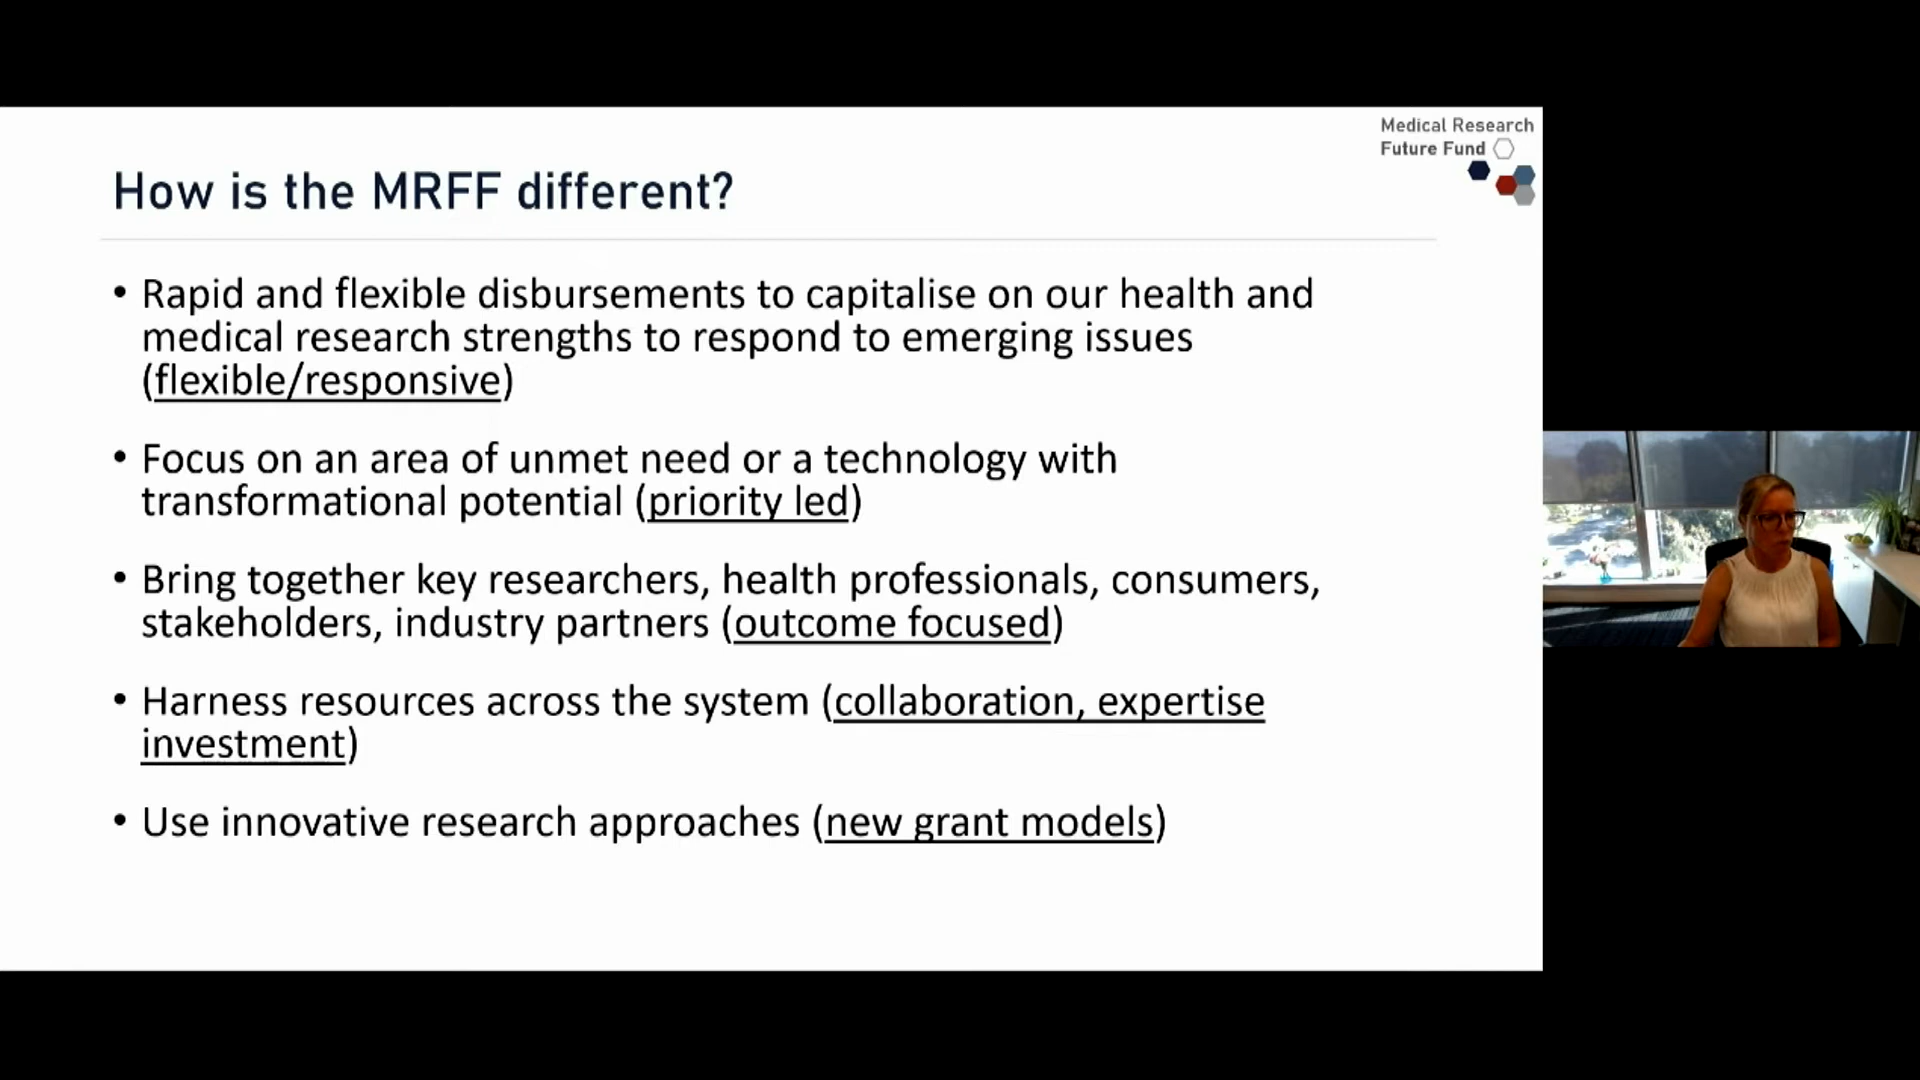 Medical Research
Future Fund
How is the MRFF different?
• Rapid and flexible disbursements to capitalise on our health and
medical research strengths to respond to emerging issues
(flexible/responsive)
• Focus on an area of unmet need or a technology with
transformational potential (priority led)
• Bring together key researchers, health professionals, consumers,
stakeholders, industry partners (outcome focused)
• Harness resources across the system (collaboration, expertise
investment)
• Use innovative research approaches (new grant models)